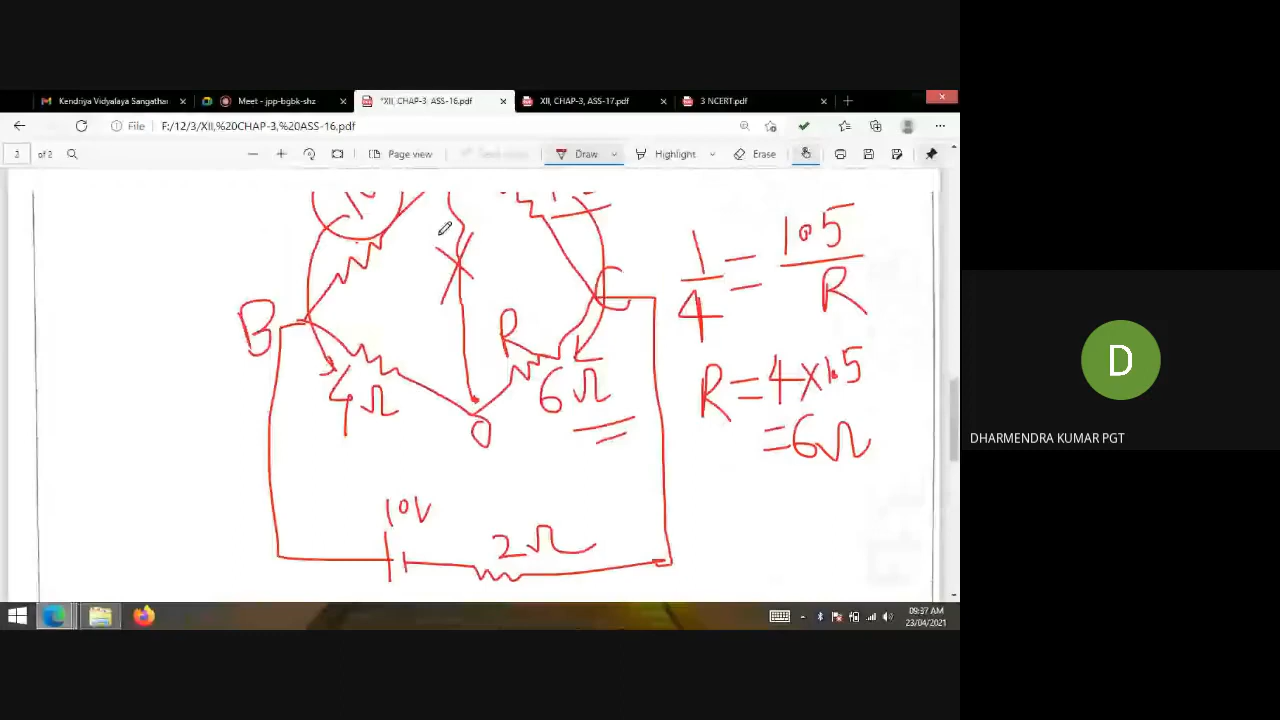 Kendriya Vidyalaya Sangathan
Meet - jpp-bgbk-shz
*XII, CHAP-3, ASS-16.pdf
XII, CHAP-3, ASS-17.pdf
3 NCERT.pdf
File
F:/12/3/XII,%20CHAP-3,%20ASS-16.pdf
2
of 2
Page view
Draw
Highlight
Erase
1/4 = 1.5/R
B
C
R
4Ω
6Ω
O
R = 4×1.5
= 6Ω
10V
2Ω
D
DHARMENDRA KUMAR PGT
09:37 AM
23/04/2021